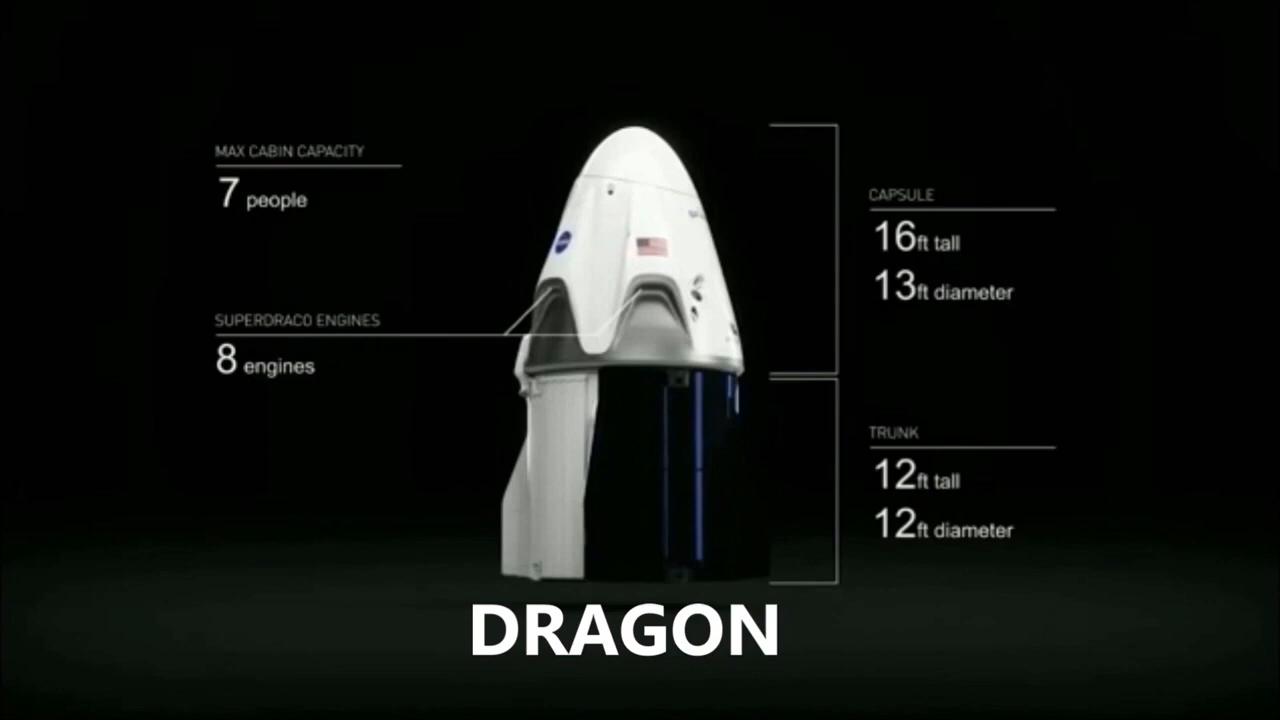 MAX CABIN CAPACITY
7 people
SUPERDRACO ENGINES
8 engines
CAPSULE
16ft tall
13ft diameter
TRUNK
12ft tall
12ft diameter
DRAGON